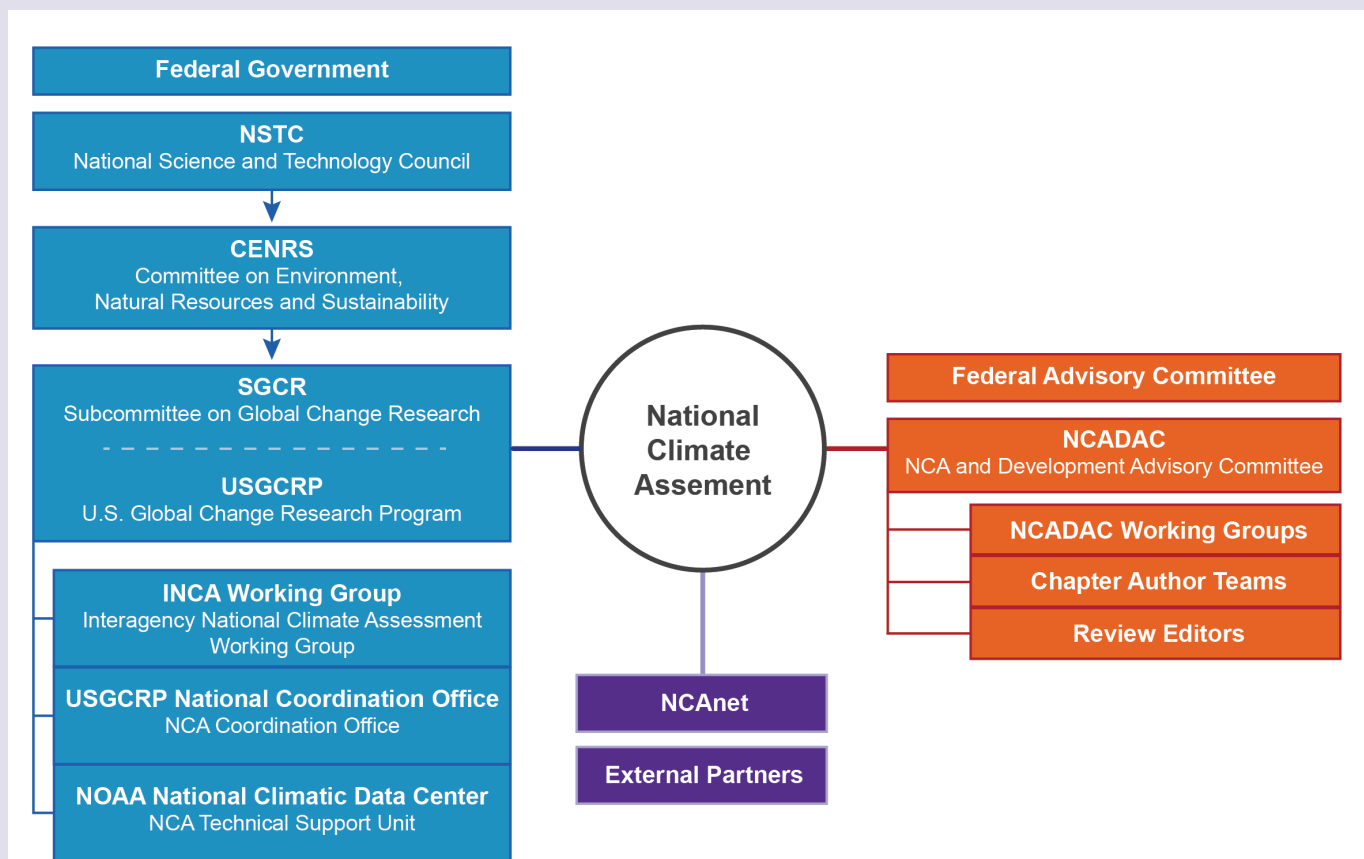 Federal Government
NSTC
National Science and Technology Council
CENRS
Committee on Environment,
Natural Resources and Sustainability
SGCR
Subcommittee on Global Change Research
USGCRP
U.S. Global Change Research Program
INCA Working Group
Interagency National Climate Assessment
Working Group
USGCRP National Coordination Office
NCA Coordination Office
NOAA National Climatic Data Center
NCA Technical Support Unit
National
Climate
Assement
NCAnet
External Partners
Federal Advisory Committee
NCADAC
NCA and Development Advisory Committee
NCADAC Working Groups
Chapter Author Teams
Review Editors